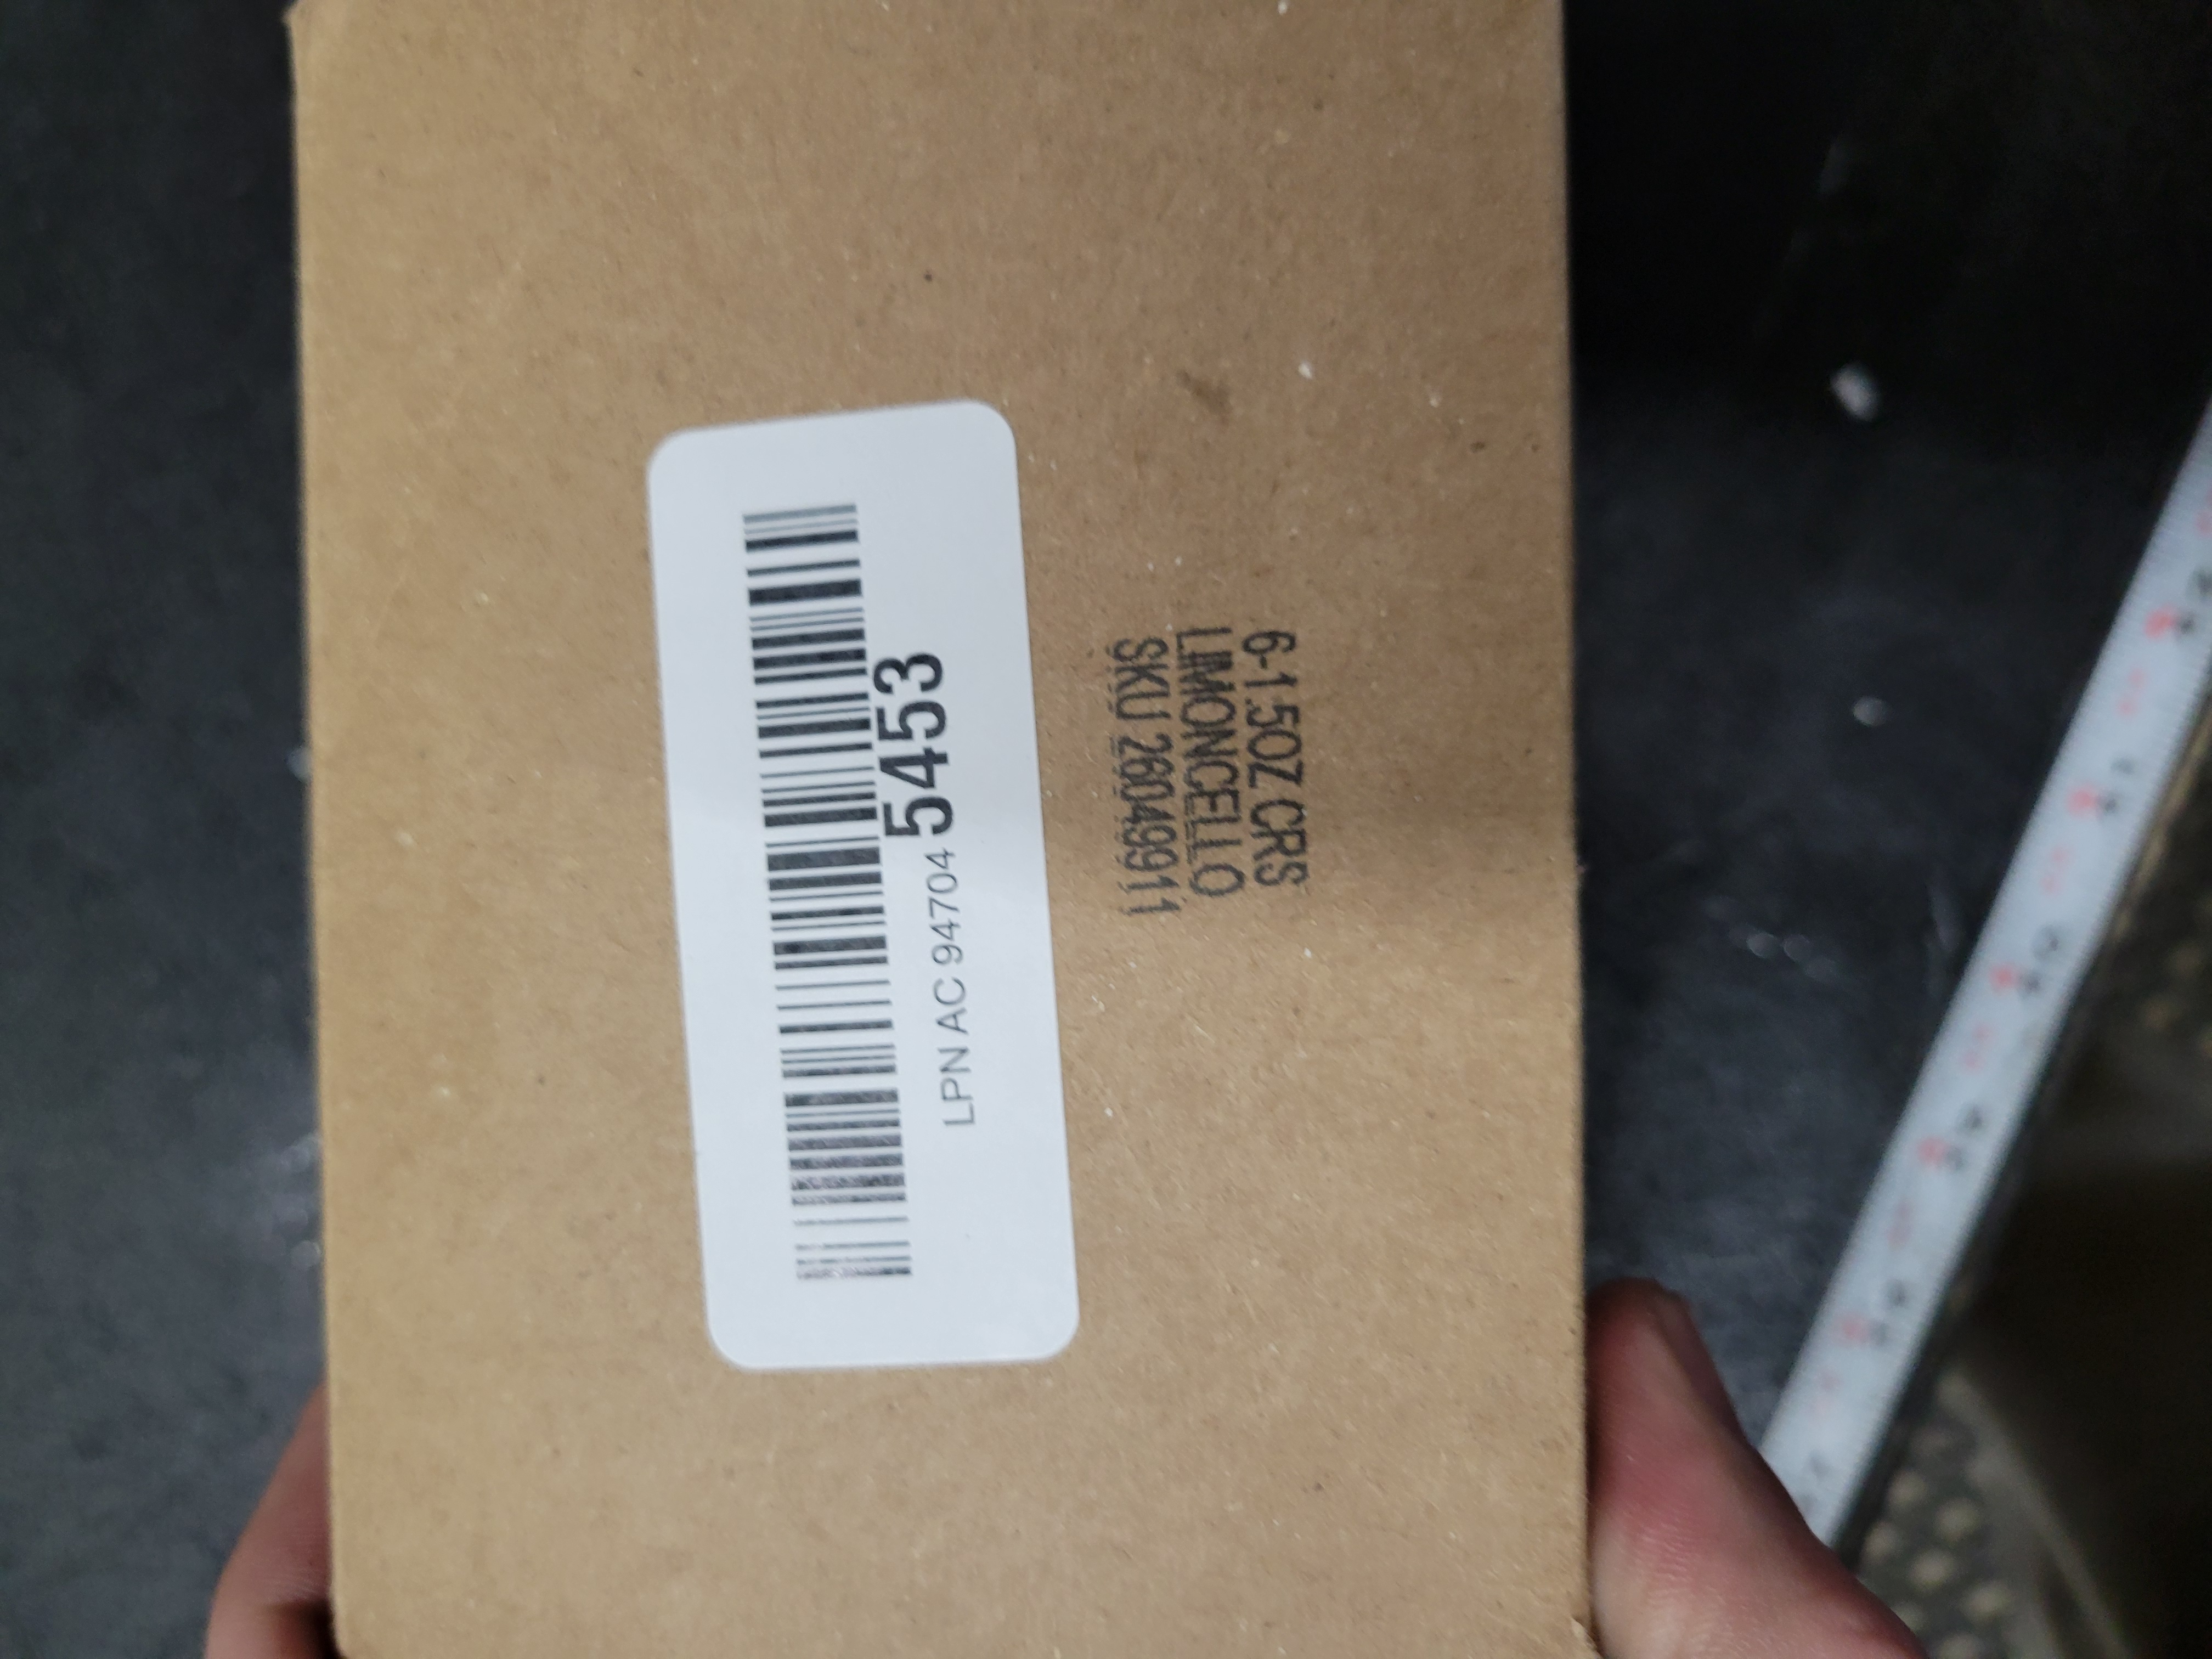 LPN AC 94704 5453
6-1.5OZ CRS
LIMONCELLO
SKU 26049911